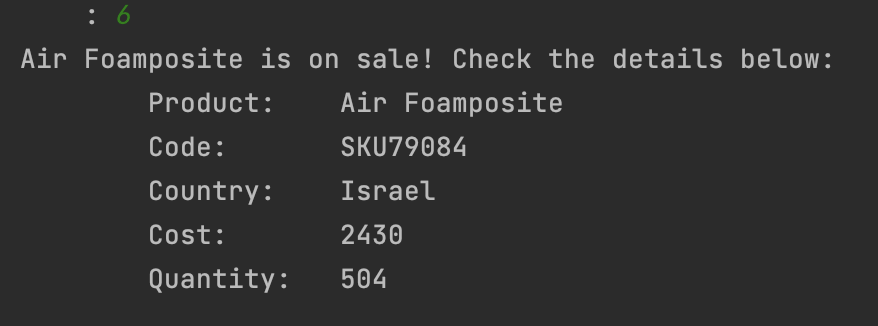 : 6
Air Foamposite is on sale! Check the details below:
Product: Air Foamposite
Code: SKU79084
Country: Israel
Cost: 2430
Quantity: 504